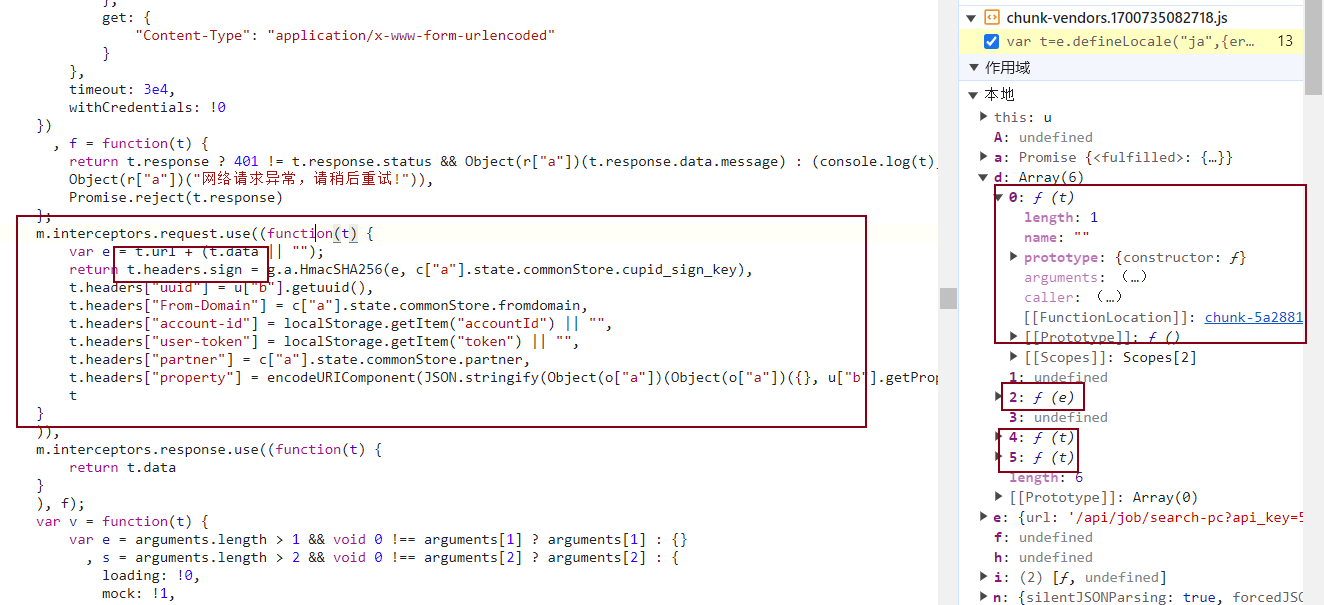 },
get: {
"Content-Type": "application/x-www-form-urlencoded"
}
},
timeout: 3e4,
withCredentials: !0
})
, f = function(t) {
return t.response ? 401 != t.response.status && Object(r["a"])(t.response.data.message) : (console.log(t),
Object(r["a"])("网络请求异常，请稍后重试!")),
Promise.reject(t.response)
};
m.interceptors.request.use((function(t) {
var e = t.url + (t.data || "");
return t.headers.sign = g.a.HmacSHA256(e, c["a"].state.commonStore.cupid_sign_key),
t.headers["uuid"] = u["b"].getuuid(),
t.headers["From-Domain"] = c["a"].state.commonStore.fromdomain,
t.headers["account-id"] = localStorage.getItem("accountId") || "",
t.headers["user-token"] = localStorage.getItem("token") || "",
t.headers["partner"] = c["a"].state.commonStore.partner,
t.headers["property"] = encodeURIComponent(JSON.stringify(Object(o["a"])(Object(o["a"])({}, u["b"].getProp
t
}
)),
m.interceptors.response.use((function(t) {
return t.data
}
), f);
var v = function(t) {
var e = arguments.length > 1 && void 0 !== arguments[1] ? arguments[1] : {}
, s = arguments.length > 2 && void 0 !== arguments[2] ? arguments[2] : {
loading: !0,
mock: !1,
chunk-vendors.1700735082718.js
var t=e.defineLocale("ja",{er… 13
作用域
本地
this: u
A: undefined
a: Promise {<fulfilled>: {…}}
d: Array(6)
0: ƒ (t)
length: 1
name: ""
prototype: {constructor: ƒ}
arguments: (…)
caller: (…)
[[FunctionLocation]]: chunk-5a2881
[[Prototype]]: ƒ ()
[[Scopes]]: Scopes[2]
1: undefined
2: ƒ (e)
3: undefined
4: ƒ (t)
5: ƒ (t)
length: 6
[[Prototype]]: Array(0)
e: {url: '/api/job/search-pc?api_key=5
f: undefined
h: undefined
i: (2) [ƒ, undefined]
n: {silentJSONParsing: true, forcedJSO